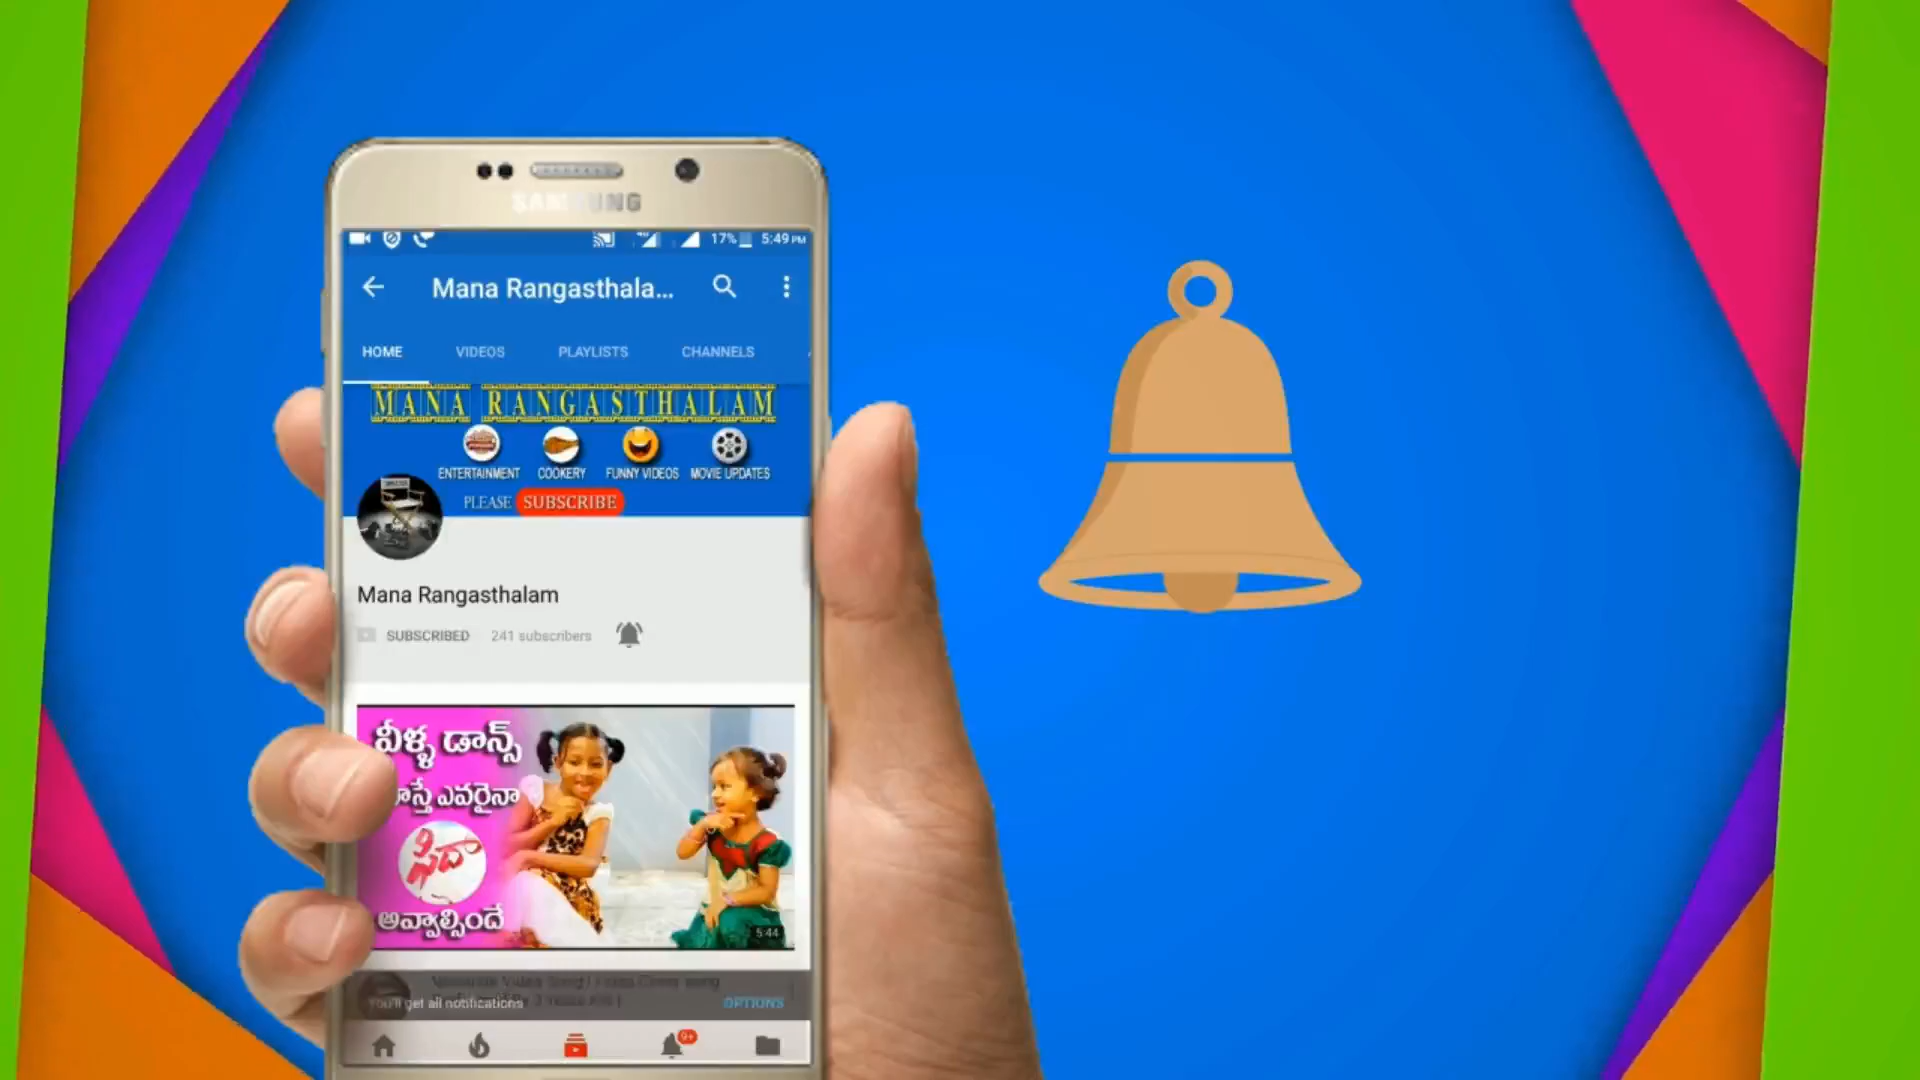 SAMSUNG
17% 5:49 PM
Mana Rangasthala...
HOME VIDEOS PLAYLISTS CHANNELS
MANA RANGASTHALAM
ENTERTAINMENT COOKERY FUNNY VIDEOS MOVIE UPDATES
PLEASE SUBSCRIBE
Mana Rangasthalam
SUBSCRIBED 241 subscribers
వీళ్ళ డాన్స్
ఎవరైనా
ఫిదా
అవ్వాల్సిందే
5:44
You'll get all notifications OPTIONS
9+